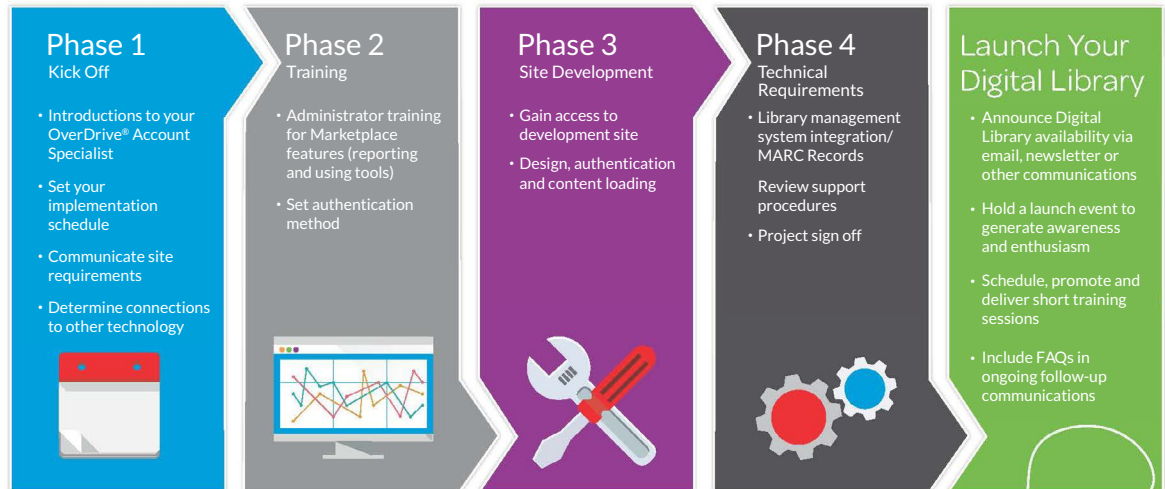 Phase 1
Kick Off
• Introductions to your
OverDrive® Account
Specialist
• Set your
implementation
schedule
• Communicate site
requirements
• Determine connections
to other technology
Phase 2
Training
• Administrator training
for Marketplace
features (reporting
and using tools)
• Set authentication
method
Phase 3
Site Development
• Gain access to
development site
• Design, authentication
and content loading
Phase 4
Technical
Requirements
• Library management
system integration/
MARC Records
Review support
procedures
• Project sign off
Launch Your
Digital Library
• Announce Digital
Library availability via
email, newsletter or
other communications
• Hold a launch event to
generate awareness
and enthusiasm
• Schedule, promote and
deliver short training
sessions
• Include FAQs in
ongoing follow-up
communications